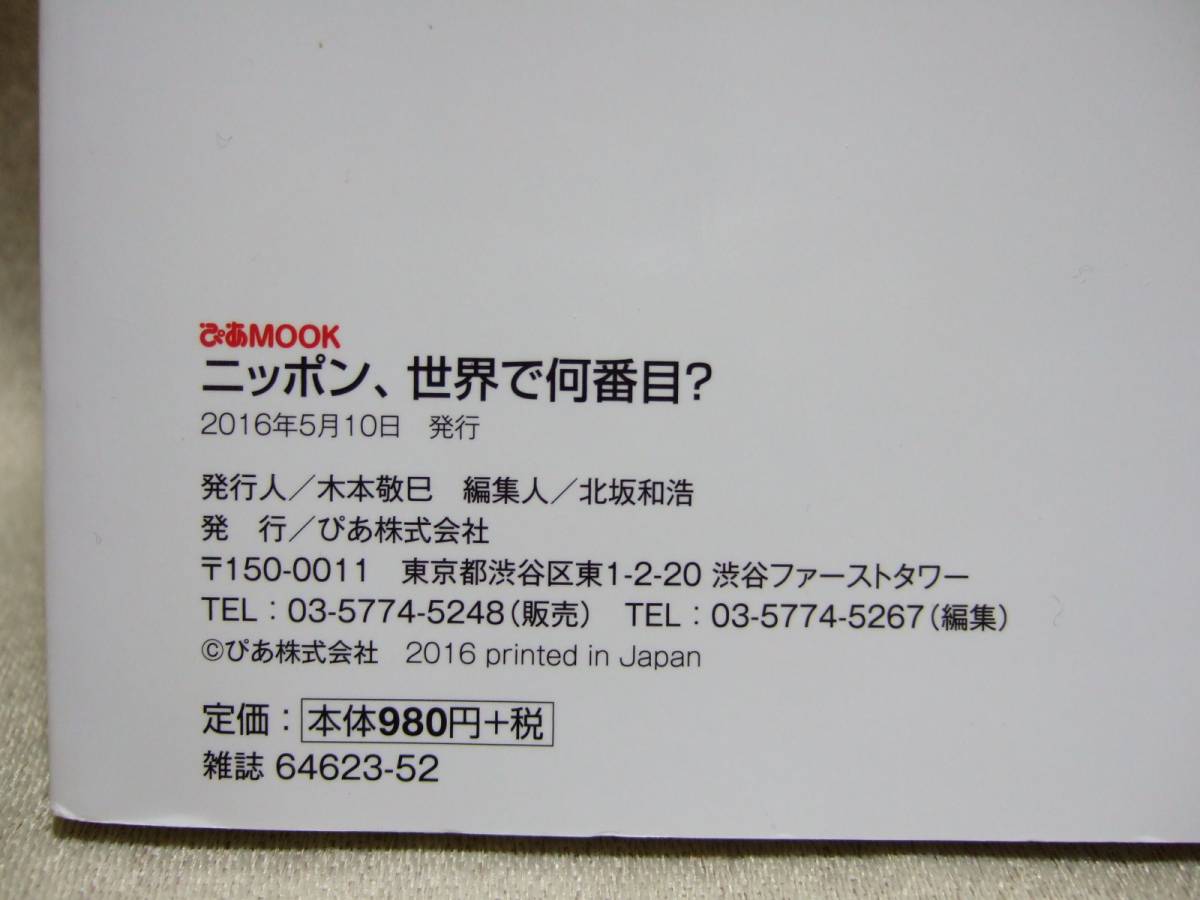 ぴあMOOK
ニッポン、世界で何番目?
2016年5月10日　発行
発行人／木本敬巳　編集人／北坂和浩
発　行／ぴあ株式会社
〒150-0011　東京都渋谷区東1-2-20 渋谷ファーストタワー
TEL：03-5774-5248（販売）　TEL：03-5774-5267（編集）
©ぴあ株式会社　2016 printed in Japan
定価：本体980円+税
雑誌 64623-52